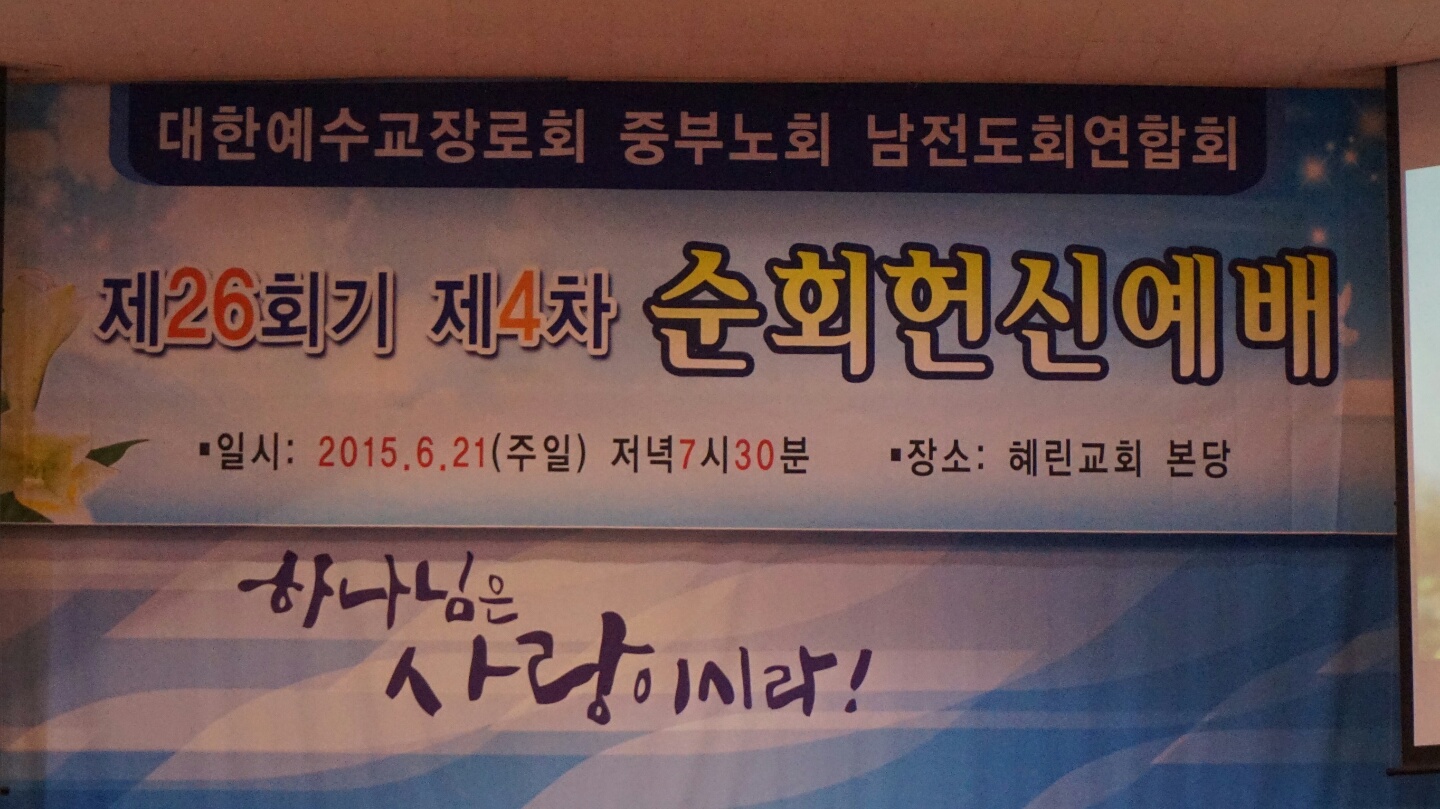 대한예수교장로회 중부노회 남전도회연합회
제26회기 제4차 순회헌신예배
▪일시: 2015.6.21(주일) 저녁7시30분 ▪장소: 혜린교회 본당
하나님은
사랑이시라!